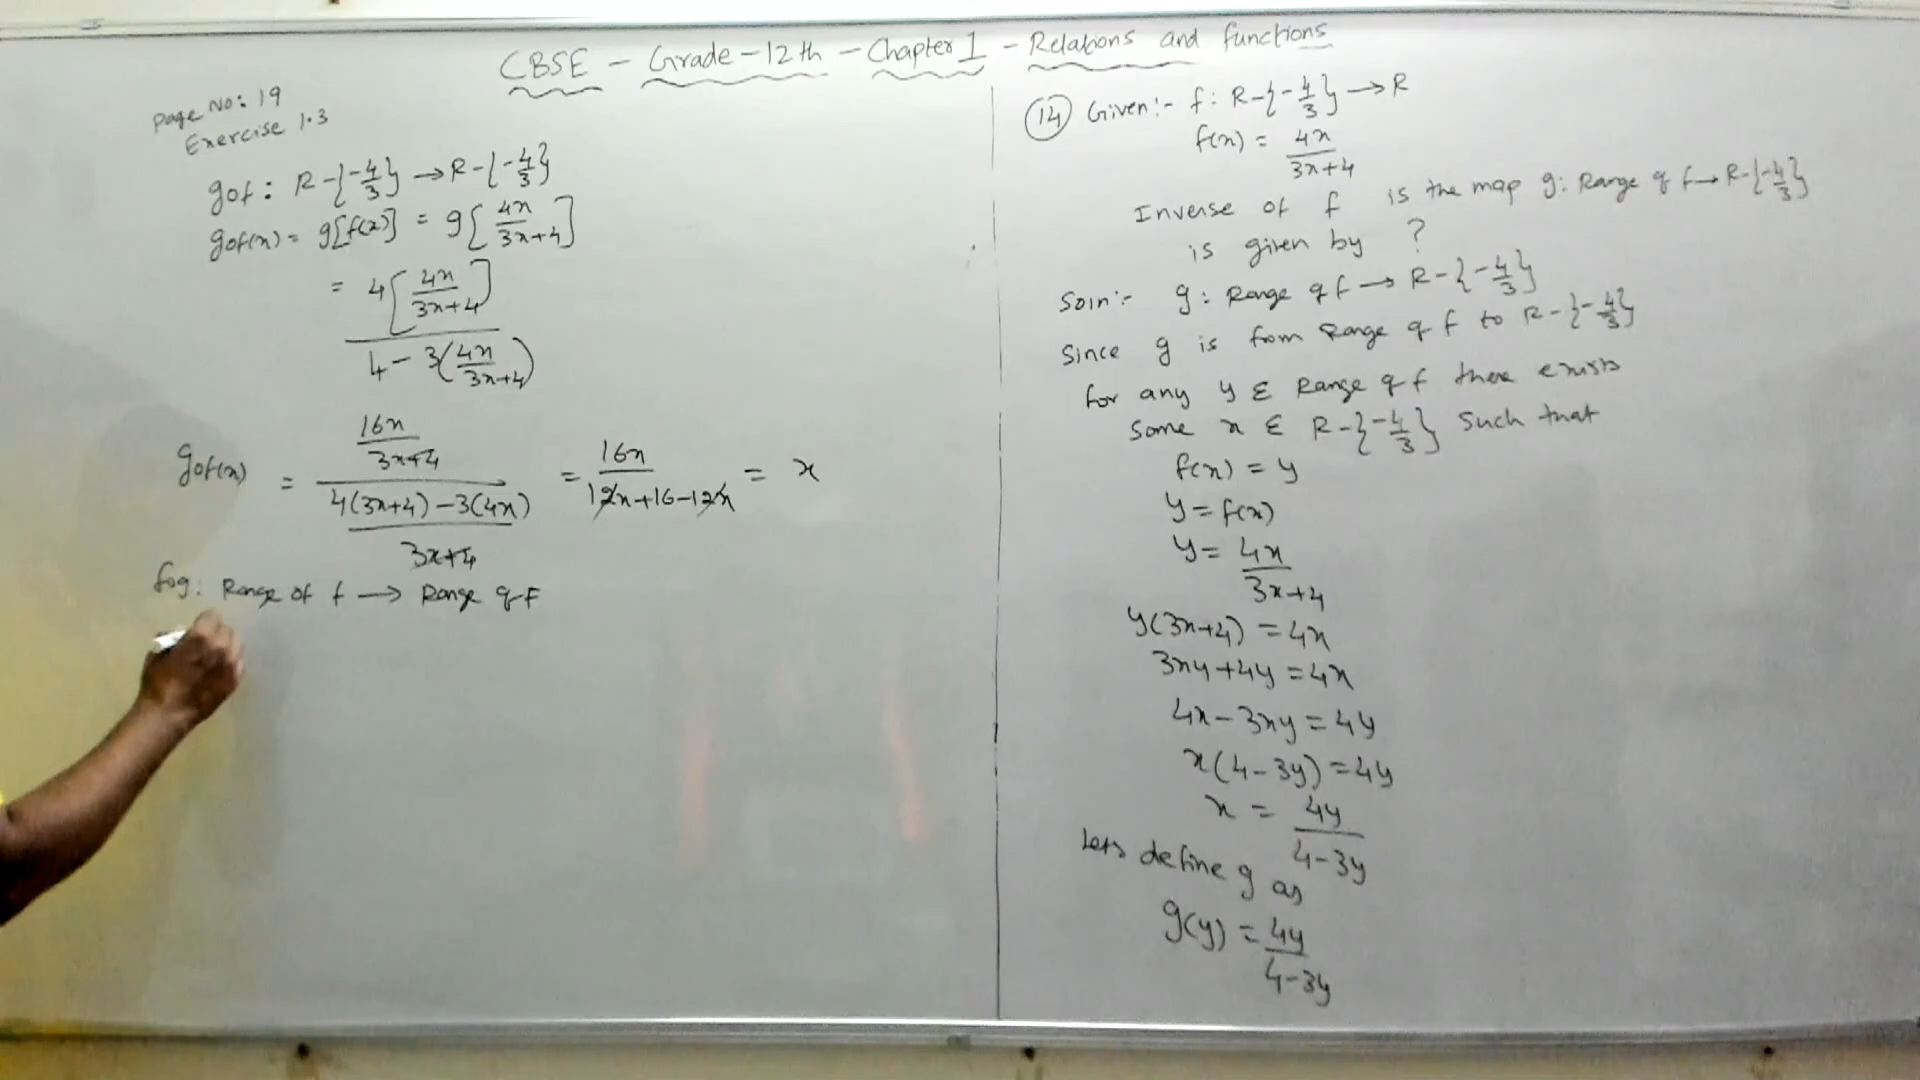 CBSE - Grade-12th - Chapter 1 - Relations and functions
Page No: 19
Exercise 1.3
gof: R-{-4/3} → R-{-4/3}
gof(x) = g[f(x)] = g[4x/3x+4]
= 4[4x/3x+4] / 4-3(4x/3x+4)
gof(x) = 16x/3x+4 / 4(3x+4)-3(4x)/3x+4 = 16x/12x+16-12x = x
fog: Range of f → Range of f
(14) Given:- f: R-{-4/3} → R
f(x) = 4x/3x+4
Inverse of f is the map g: Range of f → R-{-4/3}
is given by ?
Soln:- g: Range of f → R-{-4/3}
Since g is from Range of f to R-{-4/3}
for any y ε Range of f there exists
Some x ε R-{-4/3} Such that
f(x) = y
y = f(x)
y = 4x/3x+4
y(3x+4) = 4x
3xy+4y = 4x
4x-3xy = 4y
x(4-3y) = 4y
x = 4y/4-3y
Lets define g as
g(y) = 4y/4-3y